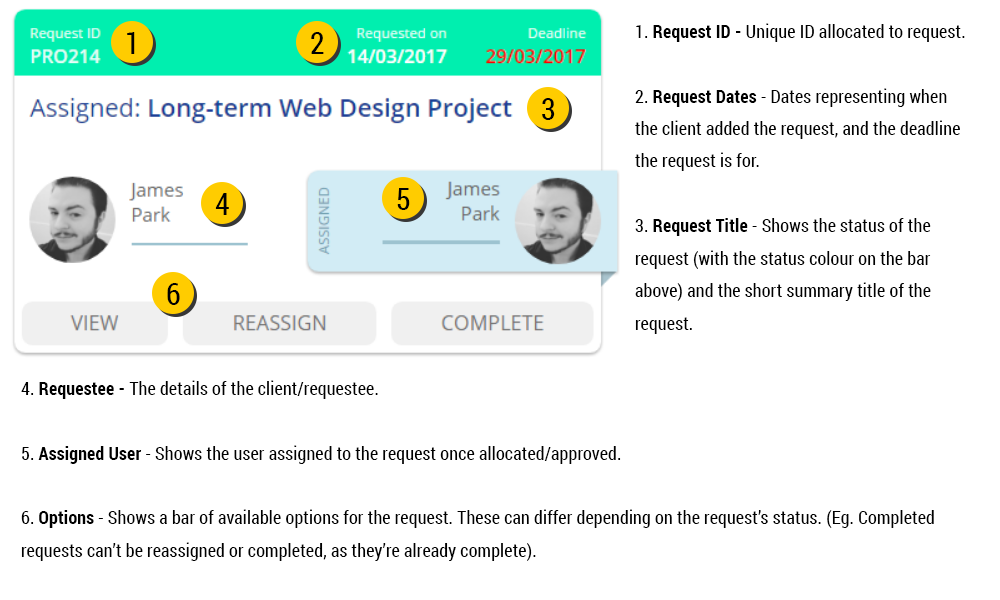 Request ID
PRO214
1
2
Requested on
14/03/2017
Deadline
29/03/2017
Assigned: Long-term Web Design Project
3
James
Park
4
ASSIGNED
5
James
Park
6
VIEW
REASSIGN
COMPLETE
1. Request ID - Unique ID allocated to request.
2. Request Dates - Dates representing when
the client added the request, and the deadline
the request is for.
3. Request Title - Shows the status of the
request (with the status colour on the bar
above) and the short summary title of the
request.
4. Requestee - The details of the client/requestee.
5. Assigned User - Shows the user assigned to the request once allocated/approved.
6. Options - Shows a bar of available options for the request. These can differ depending on the request’s status. (Eg. Completed
requests can’t be reassigned or completed, as they’re already complete).